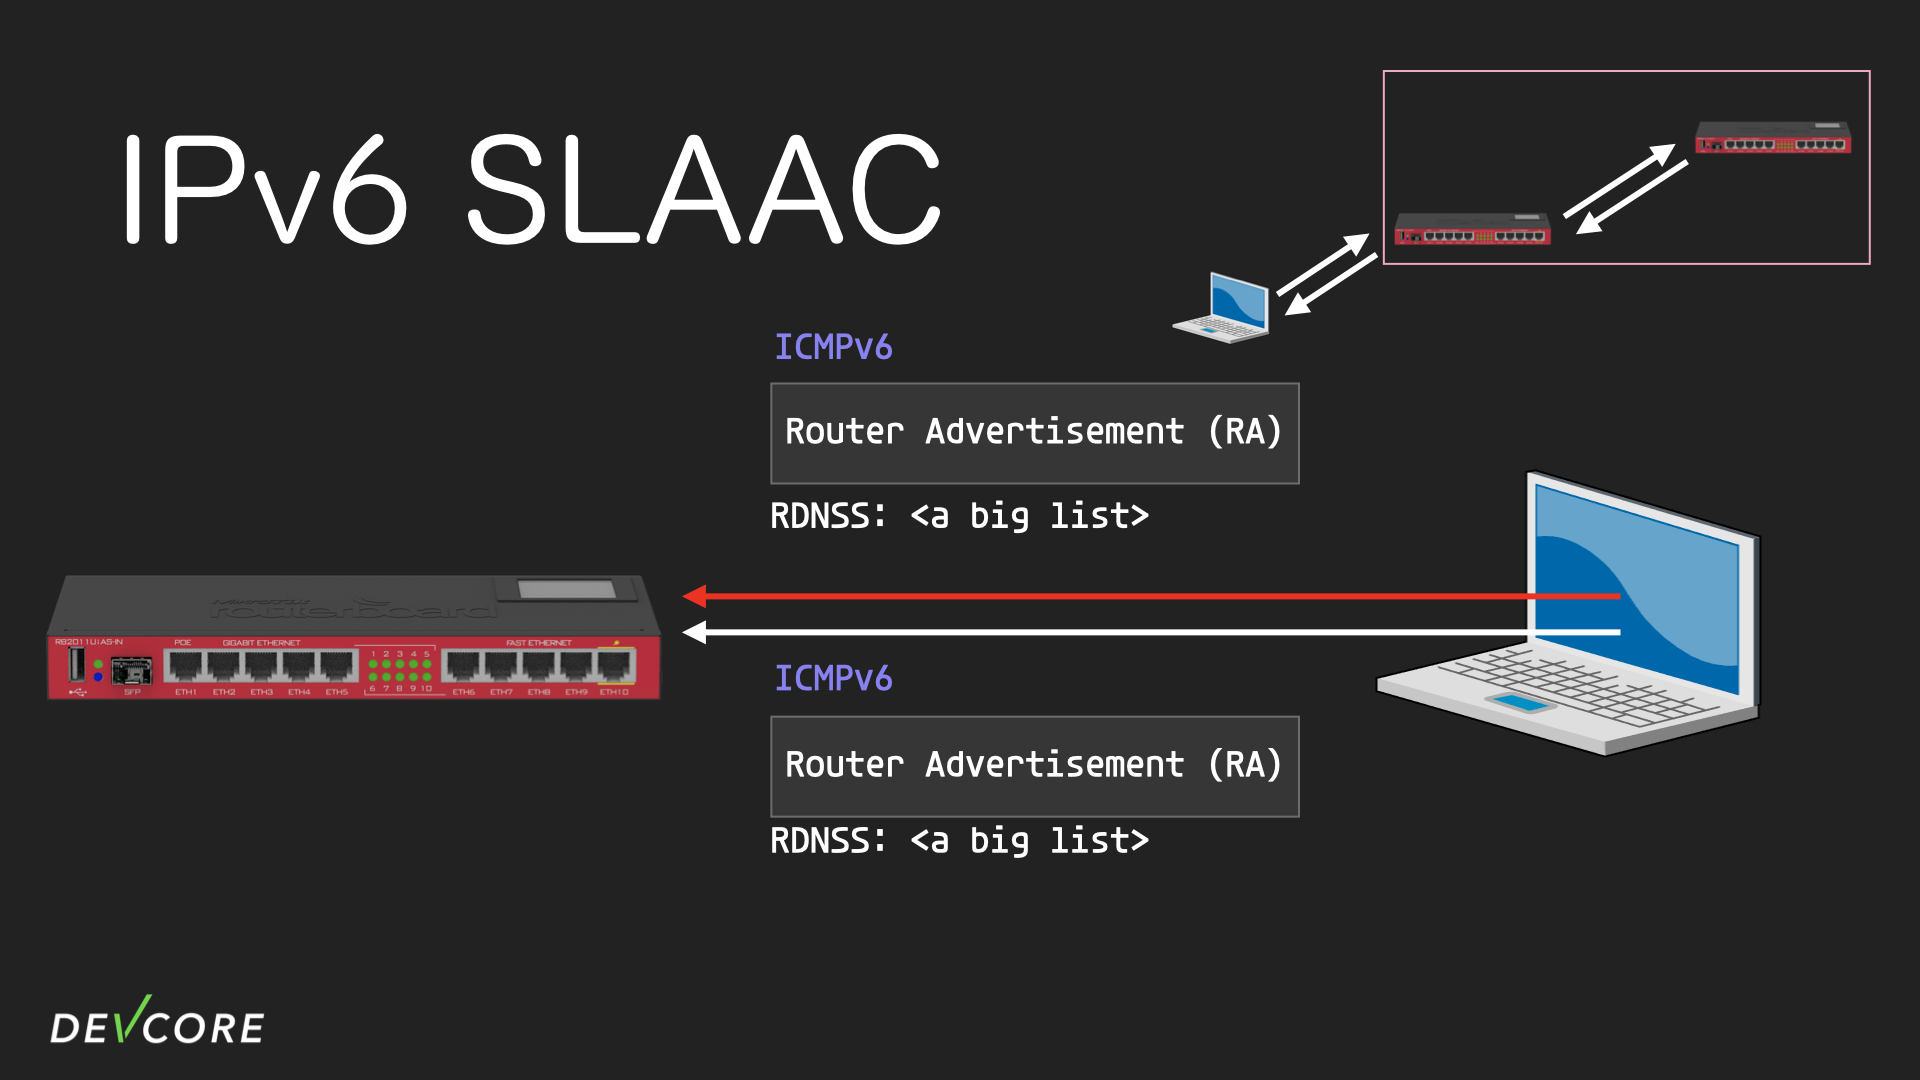 IPv6 SLAAC
ICMPv6
Router Advertisement (RA)
RDNSS: <a big list>
routerboard
RB2011UiAS-IN
POE
GIGABIT ETHERNET
FAST ETHERNET
1 2 3 4 5
6 7 8 9 10
SFP
ETH1 ETH2 ETH3 ETH4 ETH5
ETH6 ETH7 ETH8 ETH9 ETH10
ICMPv6
Router Advertisement (RA)
RDNSS: <a big list>
DEVCORE